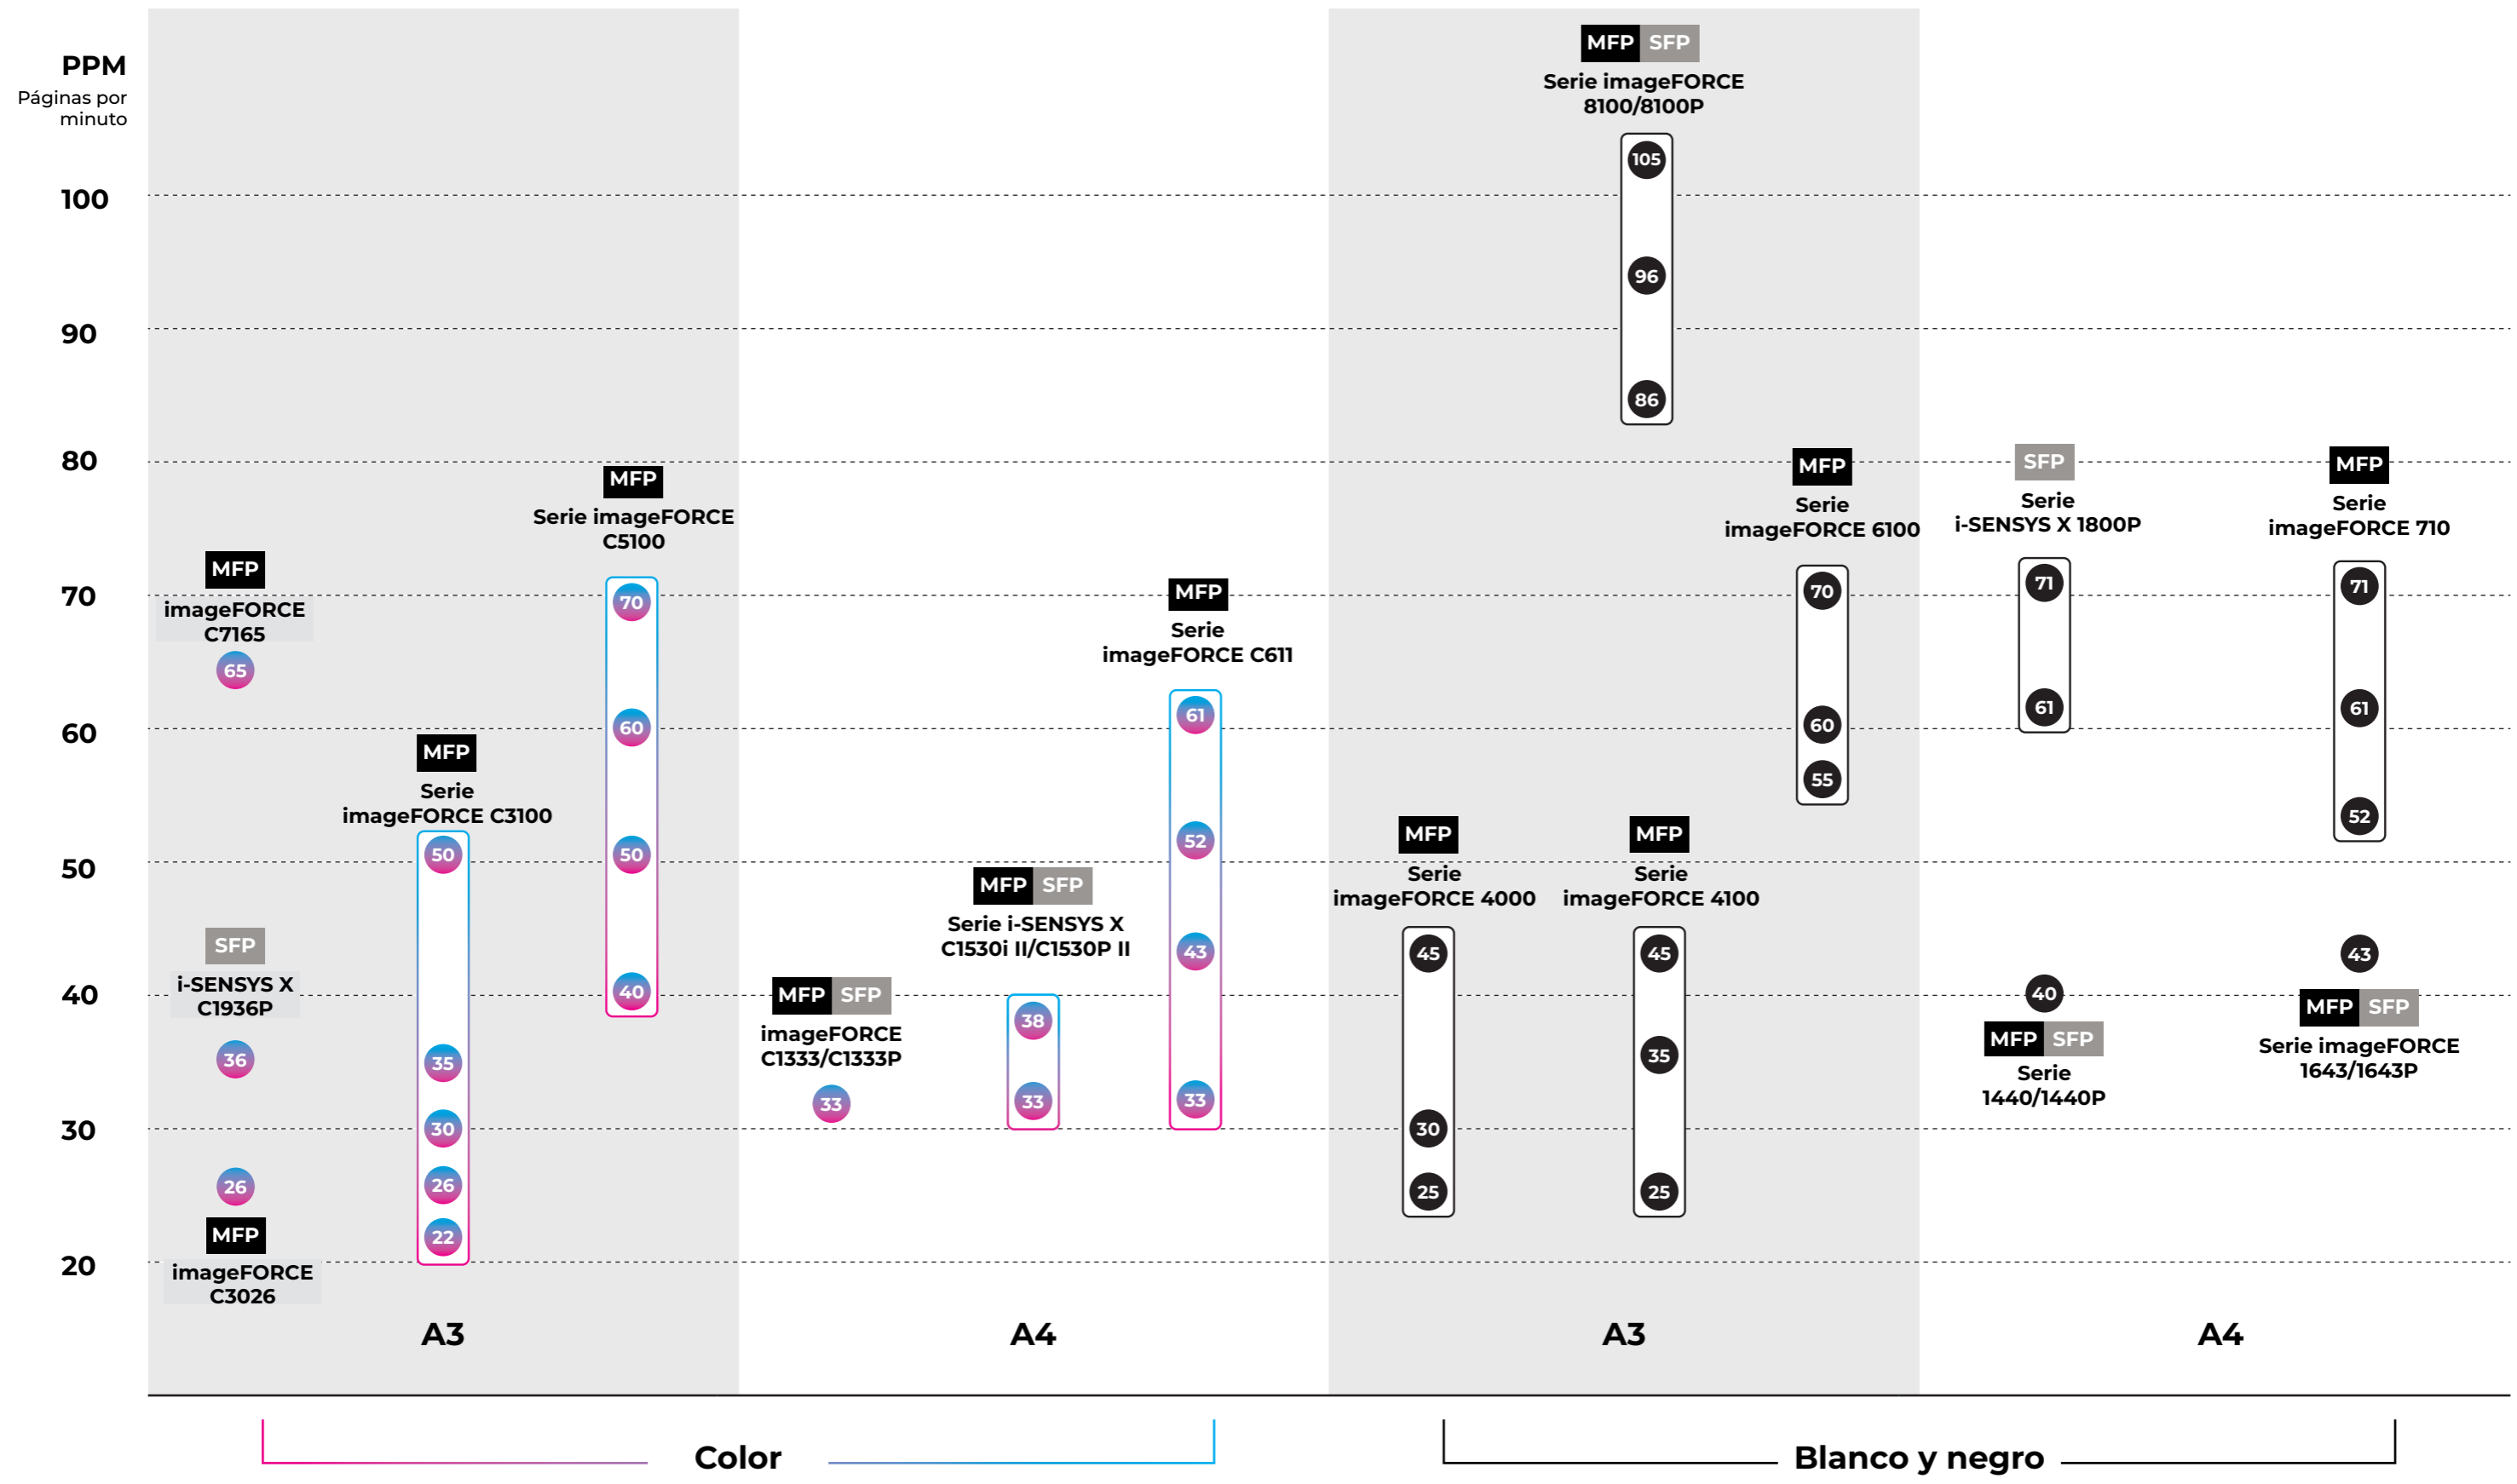 PPM
Páginas por
minuto
100
90
80
70
60
50
40
30
20
MFP
imageFORCE
C7165
65
SFP
i-SENSYS X
C1936P
36
26
MFP
imageFORCE
C3026
MFP
Serie
imageFORCE C3100
50
35
30
26
22
MFP
Serie imageFORCE
C5100
70
60
50
40
A3
MFP SFP
imageFORCE
C1333/C1333P
33
MFP SFP
Serie i-SENSYS X
C1530i II/C1530P II
38
33
MFP
Serie
imageFORCE C611
61
52
43
33
A4
MFP SFP
Serie imageFORCE
8100/8100P
105
96
86
MFP
Serie
imageFORCE 4000
45
30
25
MFP
Serie
imageFORCE 4100
45
35
25
MFP
Serie
imageFORCE 6100
70
60
55
A3
SFP
Serie
i-SENSYS X 1800P
71
61
40
MFP SFP
Serie
1440/1440P
MFP
Serie
imageFORCE 710
71
61
52
43
MFP SFP
Serie imageFORCE
1643/1643P
A4
Color
Blanco y negro